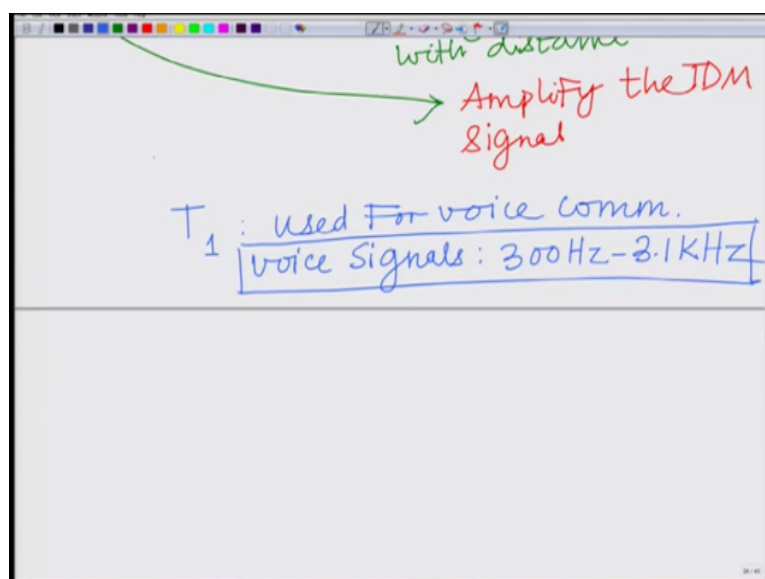 with distance
Amplify the TDM
Signal
T1 : used For voice comm.
voice Signals : 300Hz-3.1KHz